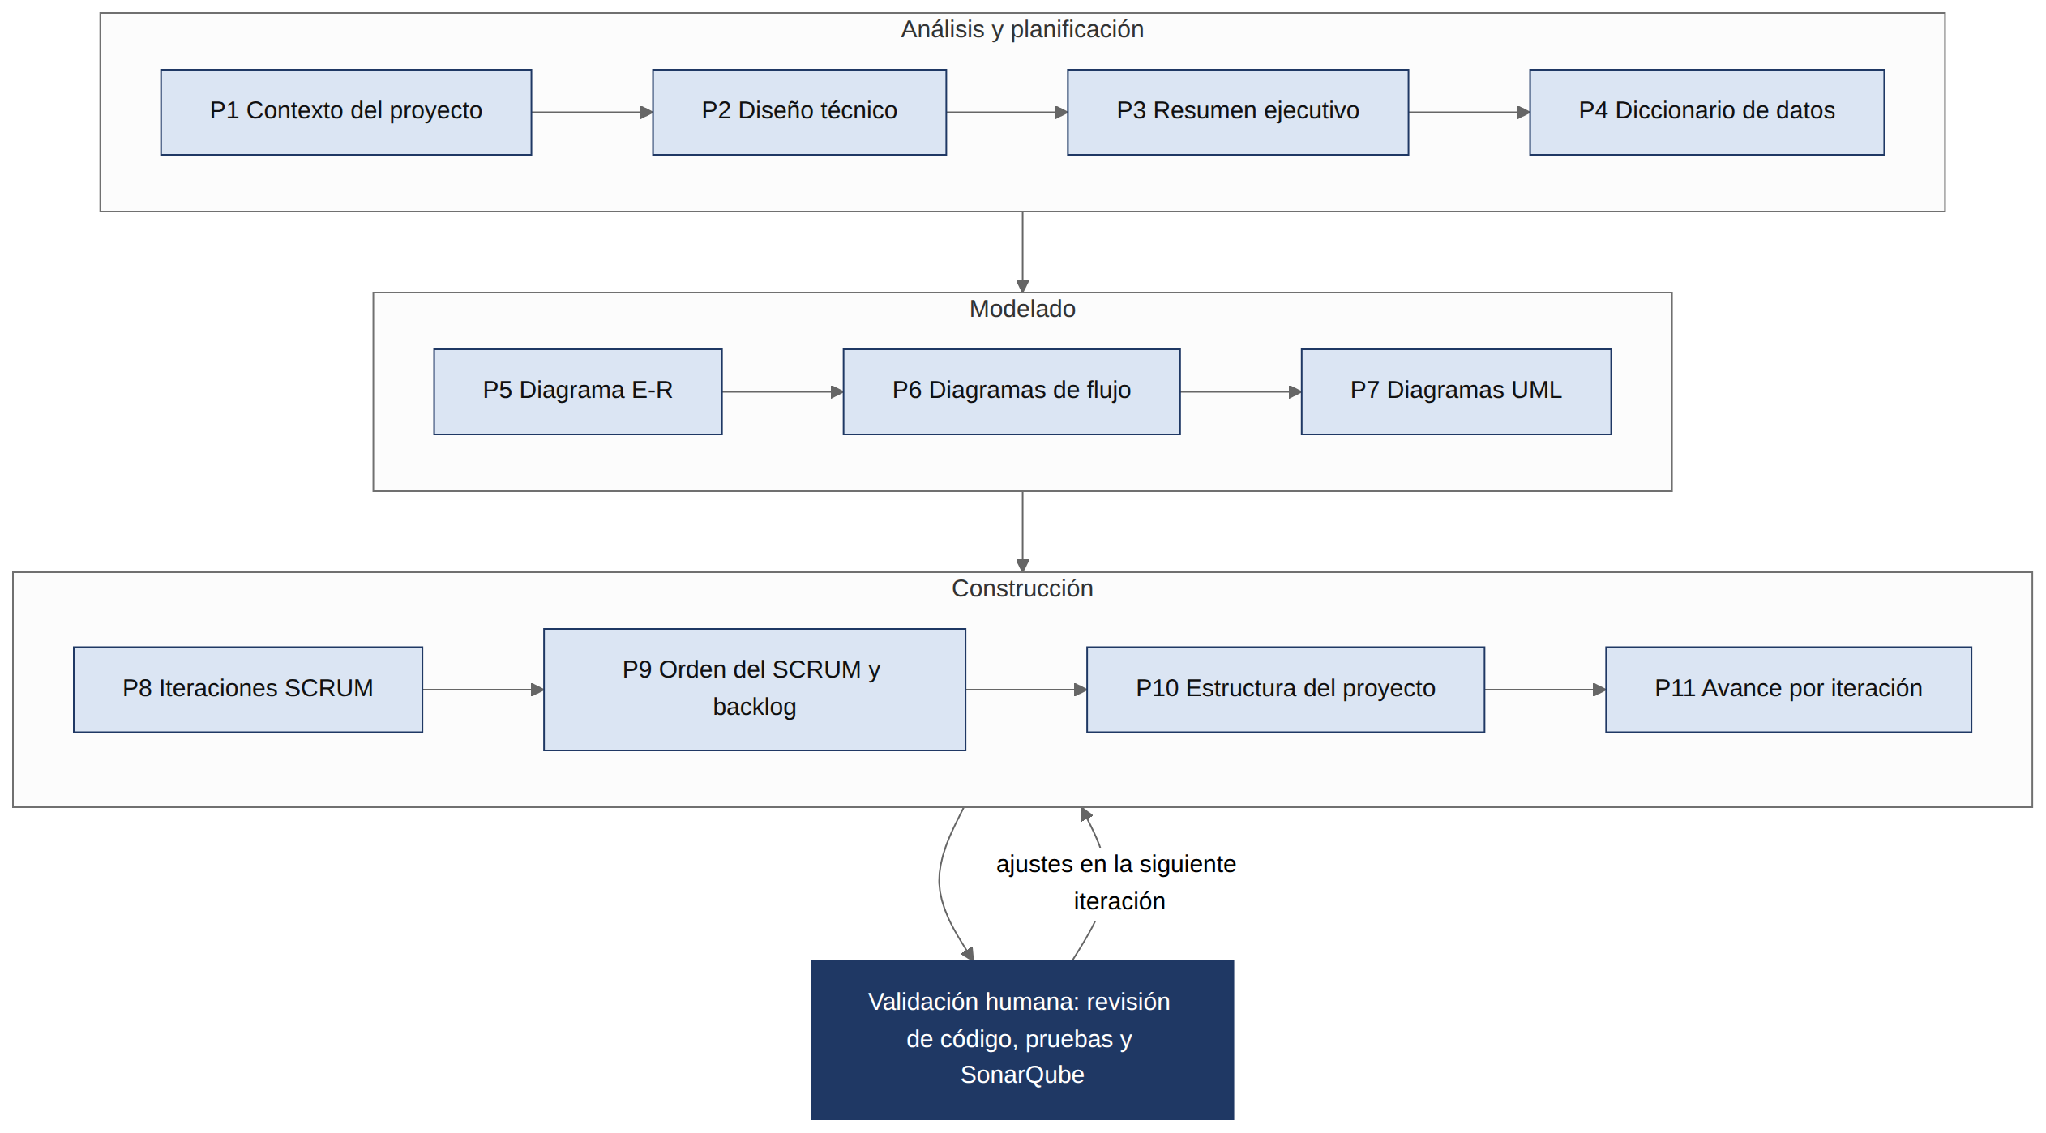 Análisis y planificación
P1 Contexto del proyecto
P2 Diseño técnico
P3 Resumen ejecutivo
P4 Diccionario de datos
Modelado
P5 Diagrama E-R
P6 Diagramas de flujo
P7 Diagramas UML
Construcción
P8 Iteraciones SCRUM
P9 Orden del SCRUM y
backlog
P10 Estructura del proyecto
P11 Avance por iteración
ajustes en la siguiente
iteración
Validación humana: revisión
de código, pruebas y
SonarQube